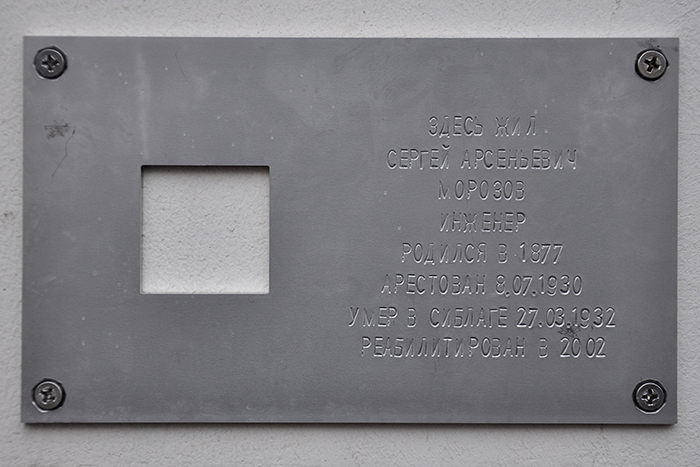 ЗДЕСЬ ЖИЛ
СЕРГЕЙ АРСЕНЬЕВИЧ
МОРОЗОВ
ИНЖЕНЕР
РОДИЛСЯ В 1877
АРЕСТОВАН 8.07.1930
УМЕР В СИБЛАГЕ 27.03.1932
РЕАБИЛИТИРОВАН В 2002